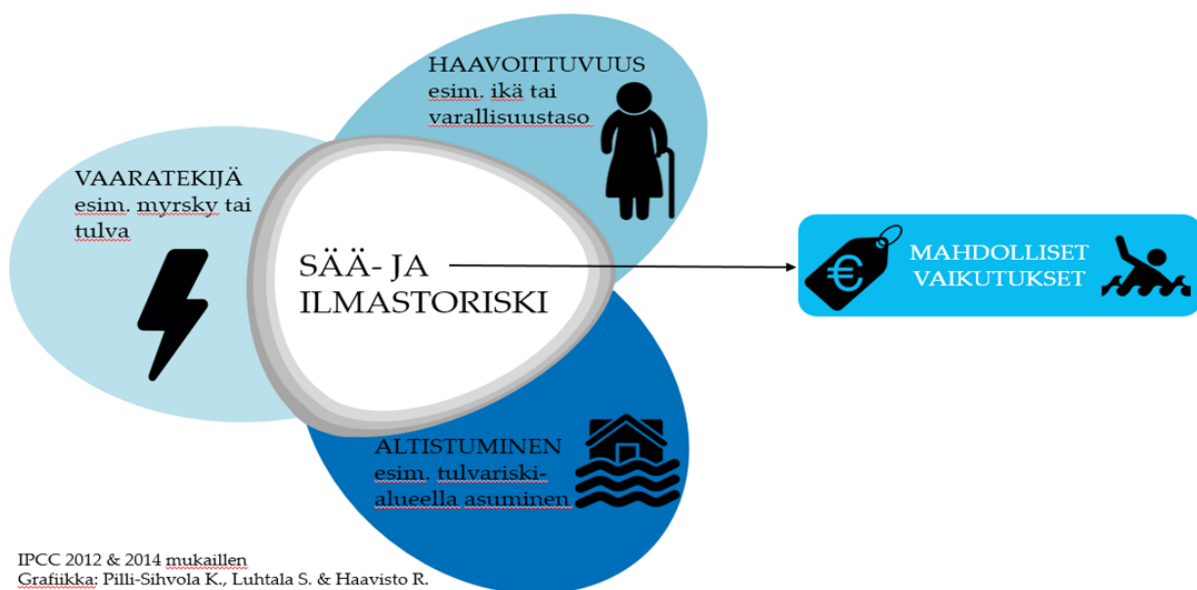 HAAVOITTUVUUS
esim. ikä tai
varallisuustaso
VAARATEKIJÄ
esim. myrsky tai
tulva
SÄÄ- JA
ILMASTORISKI
€
MAHDOLLISET
VAIKUTUKSET
ALTISTUMINEN
esim. tulvariski-
alueella asuminen
IPCC 2012 & 2014 mukaillen
Grafiikka: Pilli-Sihvola K., Luhtala S. & Haavisto R.